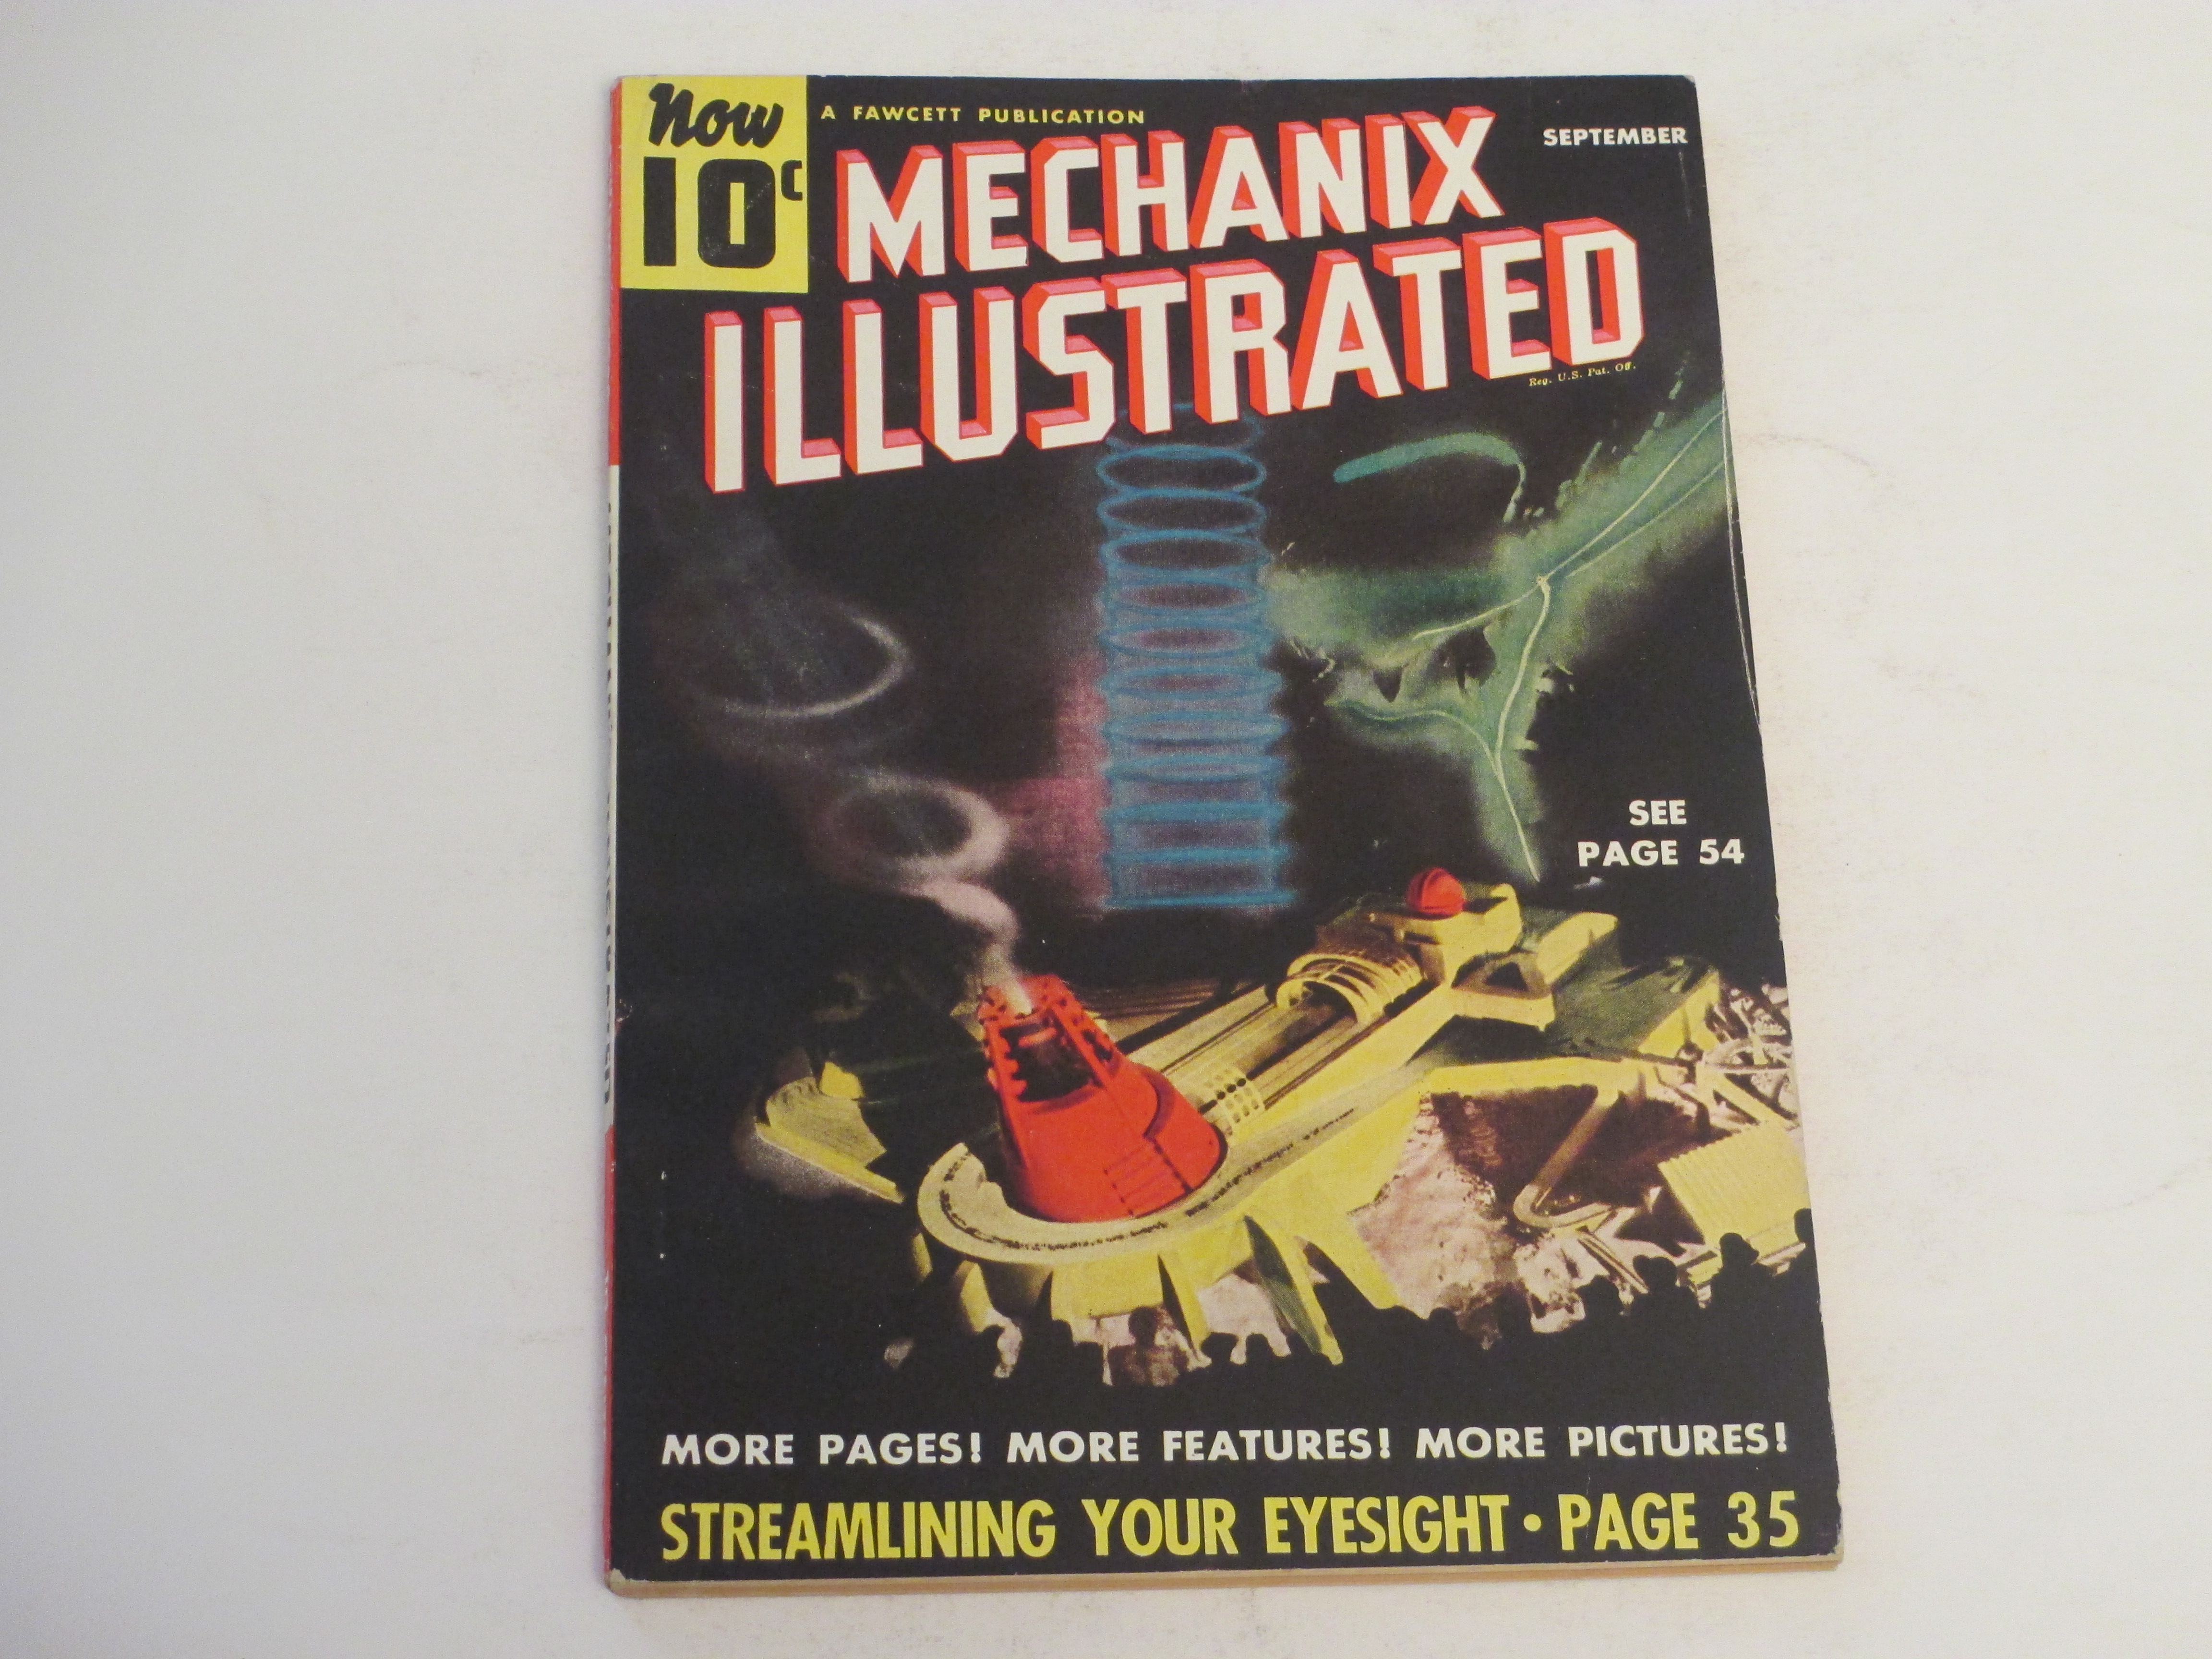 Now
10c
A FAWCETT PUBLICATION
SEPTEMBER
MECHANIX
ILLUSTRATED
Reg. U.S. Pat. Off.
SEE
PAGE 54
MORE PAGES! MORE FEATURES! MORE PICTURES!
STREAMLINING YOUR EYESIGHT • PAGE 35